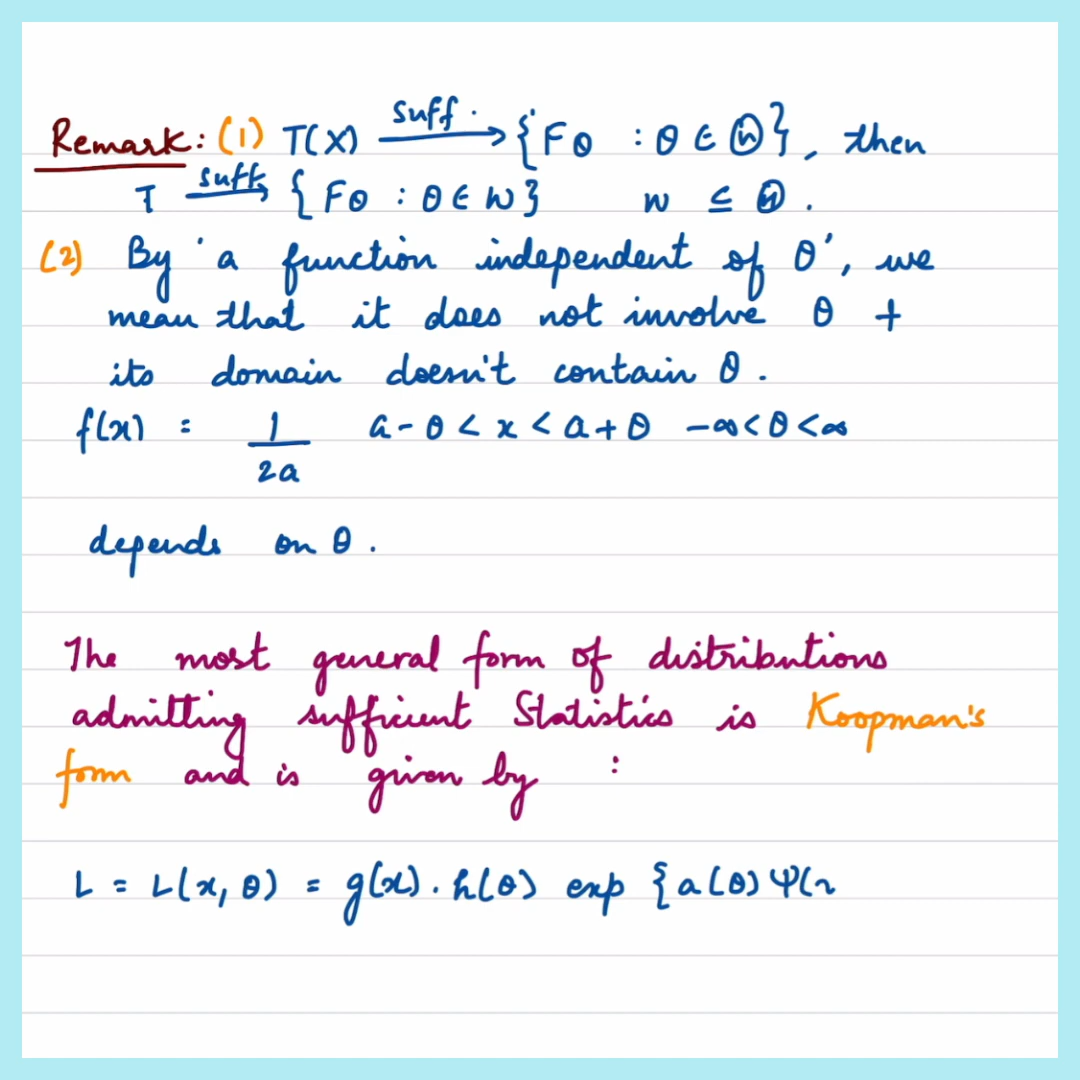 Remark: (1) T(X) suff. → {Fθ : θ ∈ Ⓗ}, then
T suff. → {Fθ : θ ∈ w} w ⊆ Ⓗ.
(2) By 'a function independent of θ', we
mean that it does not involve θ +
its domain doesn't contain θ.
f(x) = 1/2a a-θ < x < a+θ -∞<θ<∞
depends on θ.
The most general form of distributions
admitting sufficient Statistics is Koopman's
form and is given by :
L = L(x, θ) = g(x). h(θ) exp {a(θ) Ψ(